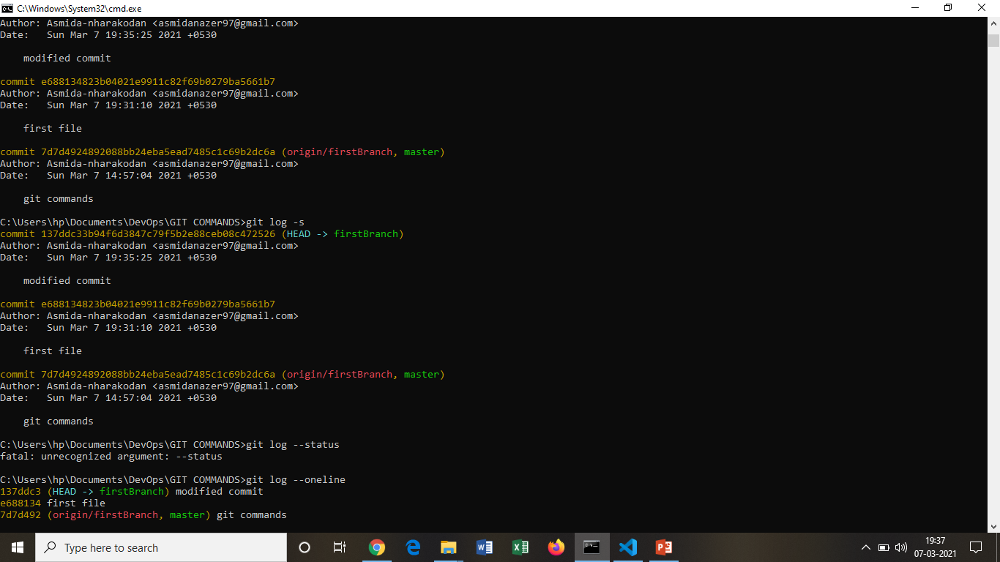 C:\Windows\System32\cmd.exe
Author: Asmida-nharakodan <asmidanazer97@gmail.com>
Date:   Sun Mar 7 19:35:25 2021 +0530
modified commit
commit e688134823b04021e9911c82f69b0279ba5661b7
Author: Asmida-nharakodan <asmidanazer97@gmail.com>
Date:   Sun Mar 7 19:31:10 2021 +0530
first file
commit 7d7d4924892088bb24eba5ead7485c1c69b2dc6a (origin/firstBranch, master)
Author: Asmida-nharakodan <asmidanazer97@gmail.com>
Date:   Sun Mar 7 14:57:04 2021 +0530
git commands
C:\Users\hp\Documents\DevOps\GIT COMMANDS>git log -s
commit 137ddc33b94f6d3847c79f5b2e88ceb08c472526 (HEAD -> firstBranch)
Author: Asmida-nharakodan <asmidanazer97@gmail.com>
Date:   Sun Mar 7 19:35:25 2021 +0530
modified commit
commit e688134823b04021e9911c82f69b0279ba5661b7
Author: Asmida-nharakodan <asmidanazer97@gmail.com>
Date:   Sun Mar 7 19:31:10 2021 +0530
first file
commit 7d7d4924892088bb24eba5ead7485c1c69b2dc6a (origin/firstBranch, master)
Author: Asmida-nharakodan <asmidanazer97@gmail.com>
Date:   Sun Mar 7 14:57:04 2021 +0530
git commands
C:\Users\hp\Documents\DevOps\GIT COMMANDS>git log --status
fatal: unrecognized argument: --status
C:\Users\hp\Documents\DevOps\GIT COMMANDS>git log --oneline
137ddc3 (HEAD -> firstBranch) modified commit
e688134 first file
7d7d492 (origin/firstBranch, master) git commands
Type here to search
19:37
07-03-2021